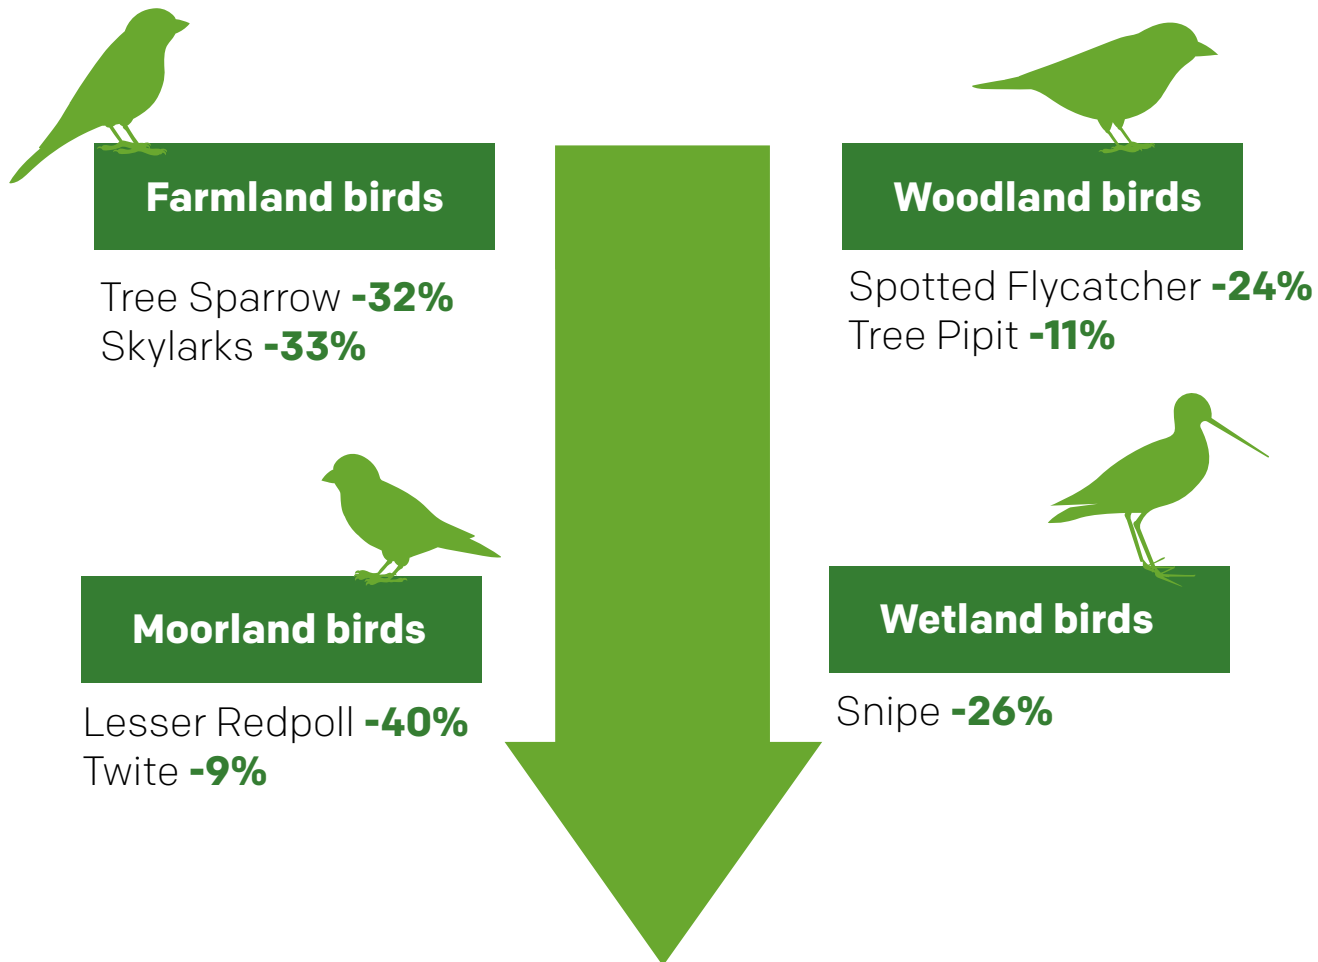 Farmland birds
Tree Sparrow -32%
Skylarks -33%
Woodland birds
Spotted Flycatcher -24%
Tree Pipit -11%
Moorland birds
Lesser Redpoll -40%
Twite -9%
Wetland birds
Snipe -26%